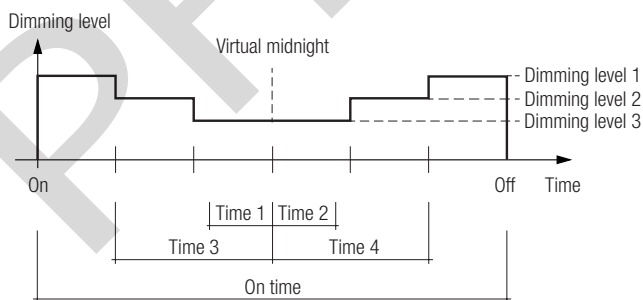 Dimming level
Virtual midnight
Dimming level 1
Dimming level 2
Dimming level 3
On
Off
Time
Time 1
Time 2
Time 3
Time 4
On time